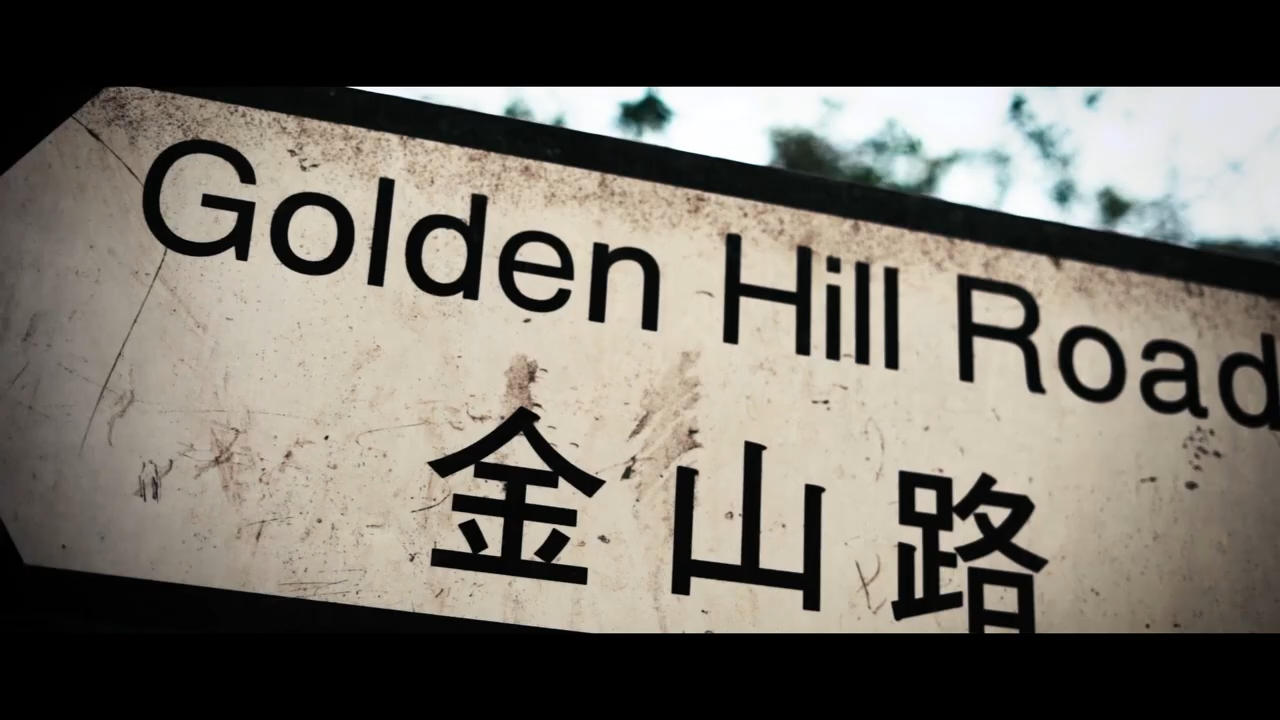 Golden Hill Road
金山路